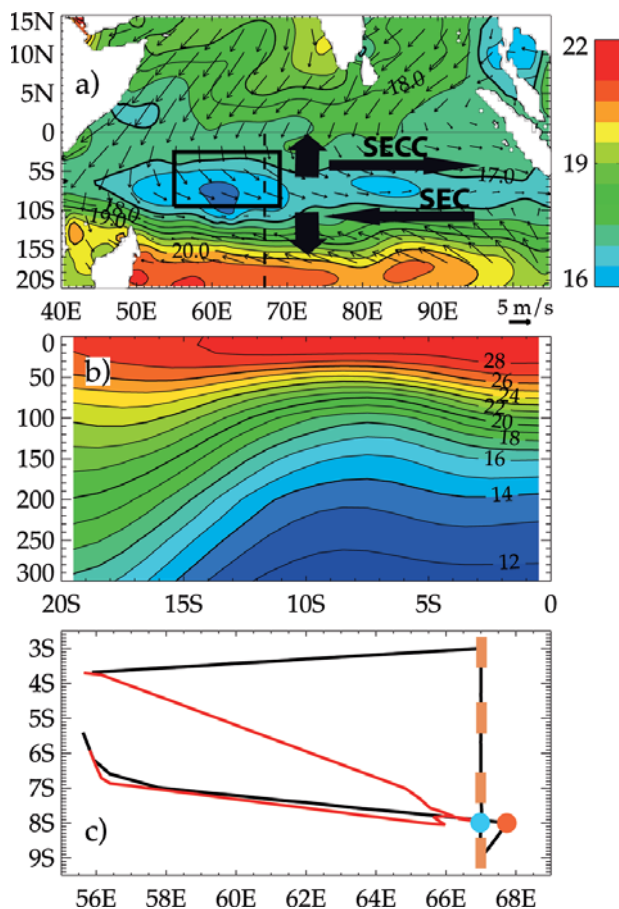 15N
10N
5N
0
5S
10S
15S
20S
a)
18.0
SECC
17.0
SEC
18
19.0
20.0
22
19
16
40E 50E 60E 70E 80E 90E
5 m/s
0
50
100
150
200
250
300
b)
28
26
24
22
20
18
16
14
12
20S 15S 10S 5S 0
3S
4S
5S
6S
7S
8S
9S
c)
56E 58E 60E 62E 64E 66E 68E